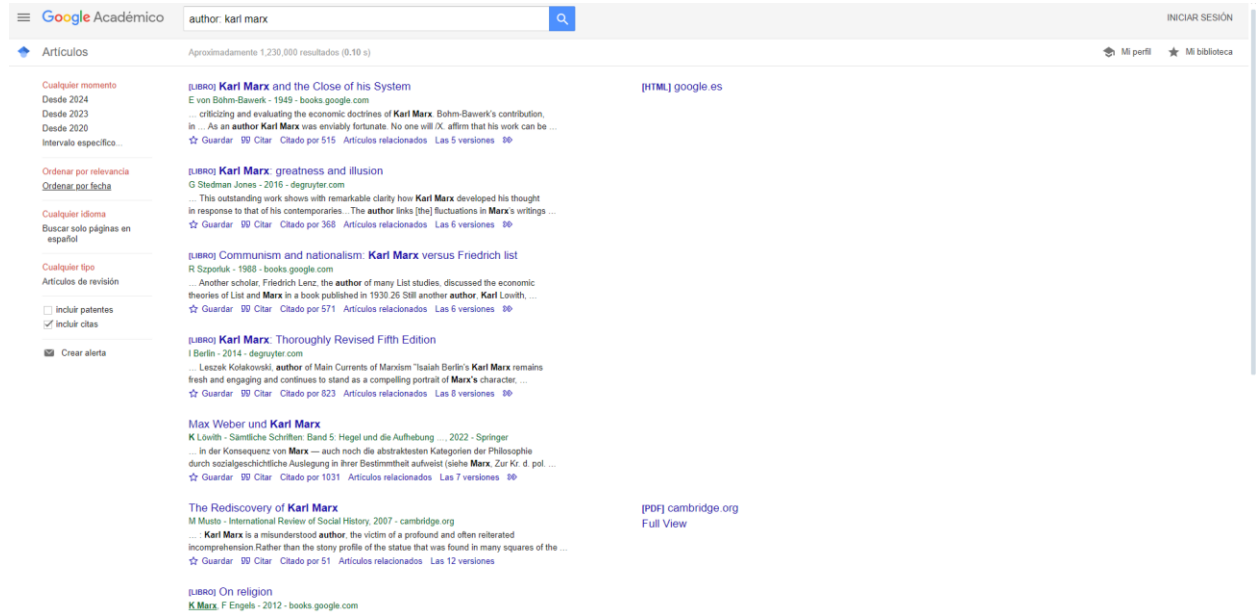 Google Académico
author: karl marx
INICIAR SESIÓN
Artículos
Aproximadamente 1,230,000 resultados (0.10 s)
Mi perfil
Mi biblioteca
Cualquier momento
Desde 2024
Desde 2023
Desde 2020
Intervalo específico...
Ordenar por relevancia
Ordenar por fecha
Cualquier idioma
Buscar solo páginas en
español
Cualquier tipo
Artículos de revisión
incluir patentes
incluir citas
Crear alerta
[LIBRO] Karl Marx and the Close of his System
E von Böhm-Bawerk - 1949 - books.google.com
... criticizing and evaluating the economic doctrines of Karl Marx. Bohm-Bawerk's contribution,
in ... As an author Karl Marx was enviably fortunate. No one will /X. affirm that his work can be ...
Guardar Citar Citado por 515 Artículos relacionados Las 5 versiones
[HTML] google.es
[LIBRO] Karl Marx: greatness and illusion
G Stedman Jones - 2016 - degruyter.com
... This outstanding work shows with remarkable clarity how Karl Marx developed his thought
in response to that of his contemporaries... The author links [the] fluctuations in Marx's writings ...
Guardar Citar Citado por 368 Artículos relacionados Las 6 versiones
[LIBRO] Communism and nationalism: Karl Marx versus Friedrich list
R Szporluk - 1988 - books.google.com
... Another scholar, Friedrich Lenz, the author of many List studies, discussed the economic
theories of List and Marx in a book published in 1930.26 Still another author, Karl Lowith, ...
Guardar Citar Citado por 571 Artículos relacionados Las 6 versiones
[LIBRO] Karl Marx: Thoroughly Revised Fifth Edition
I Berlin - 2014 - degruyter.com
... Leszek Kołakowski, author of Main Currents of Marxism "Isaiah Berlin's Karl Marx remains
fresh and engaging and continues to stand as a compelling portrait of Marx's character, ...
Guardar Citar Citado por 823 Artículos relacionados Las 8 versiones
Max Weber und Karl Marx
K Löwith - Sämtliche Schriften: Band 5: Hegel und die Aufhebung ..., 2022 - Springer
... in der Konsequenz von Marx — auch noch die abstraktesten Kategorien der Philosophie
durch sozialgeschichtliche Auslegung in ihrer Bestimmtheit aufweist (siehe Marx, Zur Kr. d. pol. ...
Guardar Citar Citado por 1031 Artículos relacionados Las 7 versiones
The Rediscovery of Karl Marx
M Musto - International Review of Social History, 2007 - cambridge.org
... : Karl Marx is a misunderstood author, the victim of a profound and often reiterated
incomprehension.Rather than the stony profile of the statue that was found in many squares of the ...
Guardar Citar Citado por 51 Artículos relacionados Las 12 versiones
[PDF] cambridge.org
Full View
[LIBRO] On religion
K Marx, F Engels - 2012 - books.google.com